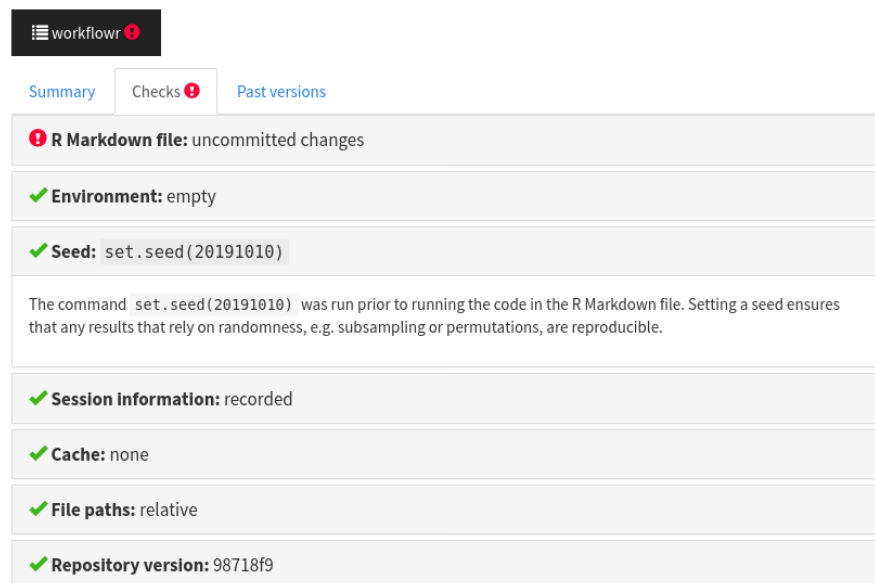 workflowr
Summary
Checks
Past versions
R Markdown file: uncommitted changes
Environment: empty
Seed: set.seed(20191010)
The command set.seed(20191010) was run prior to running the code in the R Markdown file. Setting a seed ensures
that any results that rely on randomness, e.g. subsampling or permutations, are reproducible.
Session information: recorded
Cache: none
File paths: relative
Repository version: 98718f9